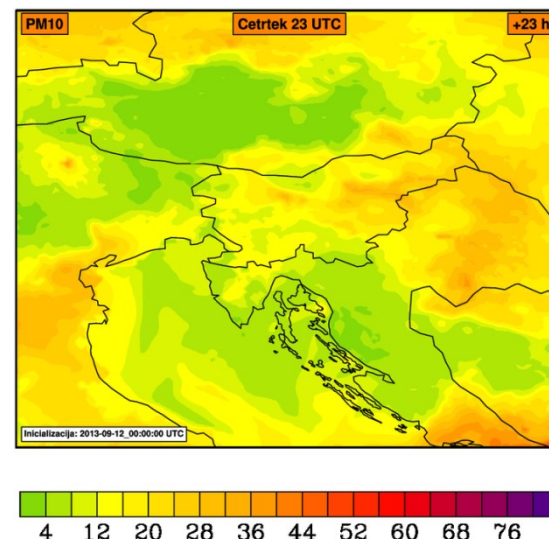 PM10 Cetrtek 23 UTC +23 h
Inicializacija: 2013-09-12_00:00:00 UTC
4 12 20 28 36 44 52 60 68 76